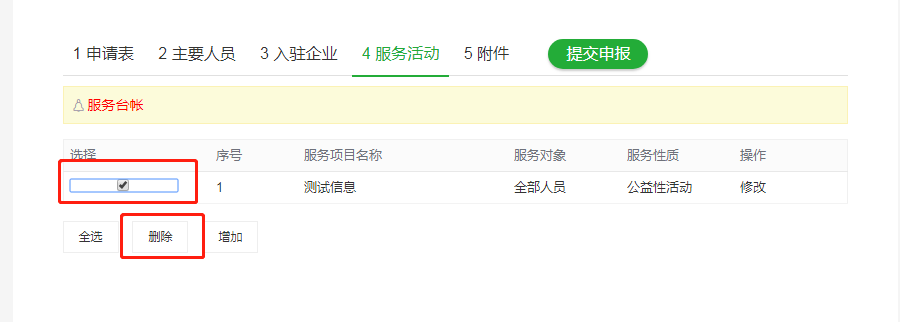 1 申请表 2 主要人员 3 入驻企业 4 服务活动 5 附件 提交申报
服务台帐
选择 序号 服务项目名称 服务对象 服务性质 操作
1 测试信息 全部人员 公益性活动 修改
全选 删除 增加